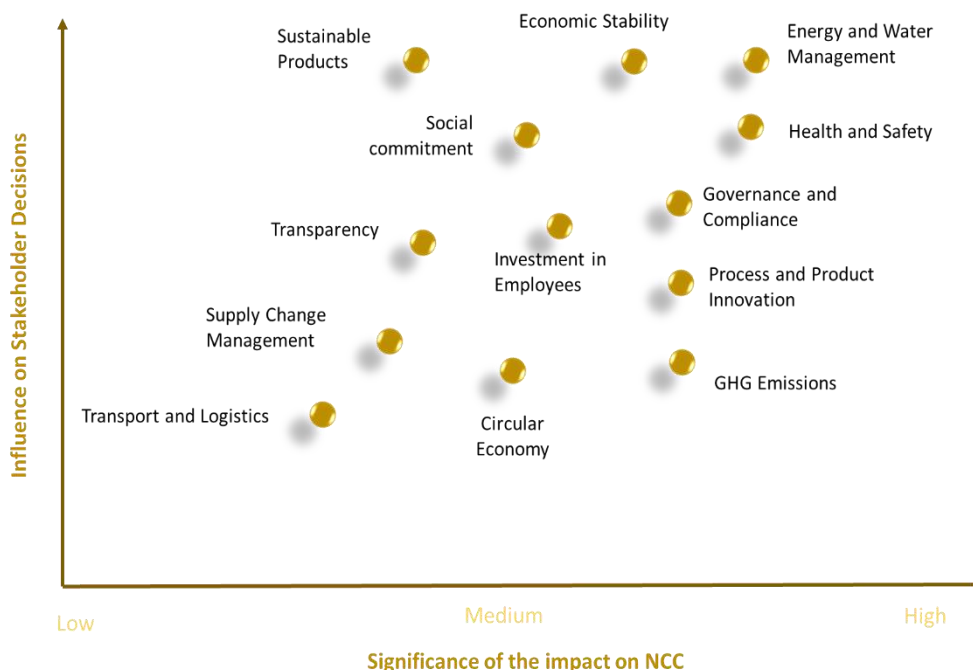 Economic Stability
Sustainable
Products
Energy and Water
Management
Social
commitment
Health and Safety
Governance and
Compliance
Transparency
Investment in
Employees
Process and Product
Innovation
Supply Change
Management
GHG Emissions
Transport and Logistics
Circular
Economy
Influence on Stakeholder Decisions
Low
Medium
High
Significance of the impact on NCC